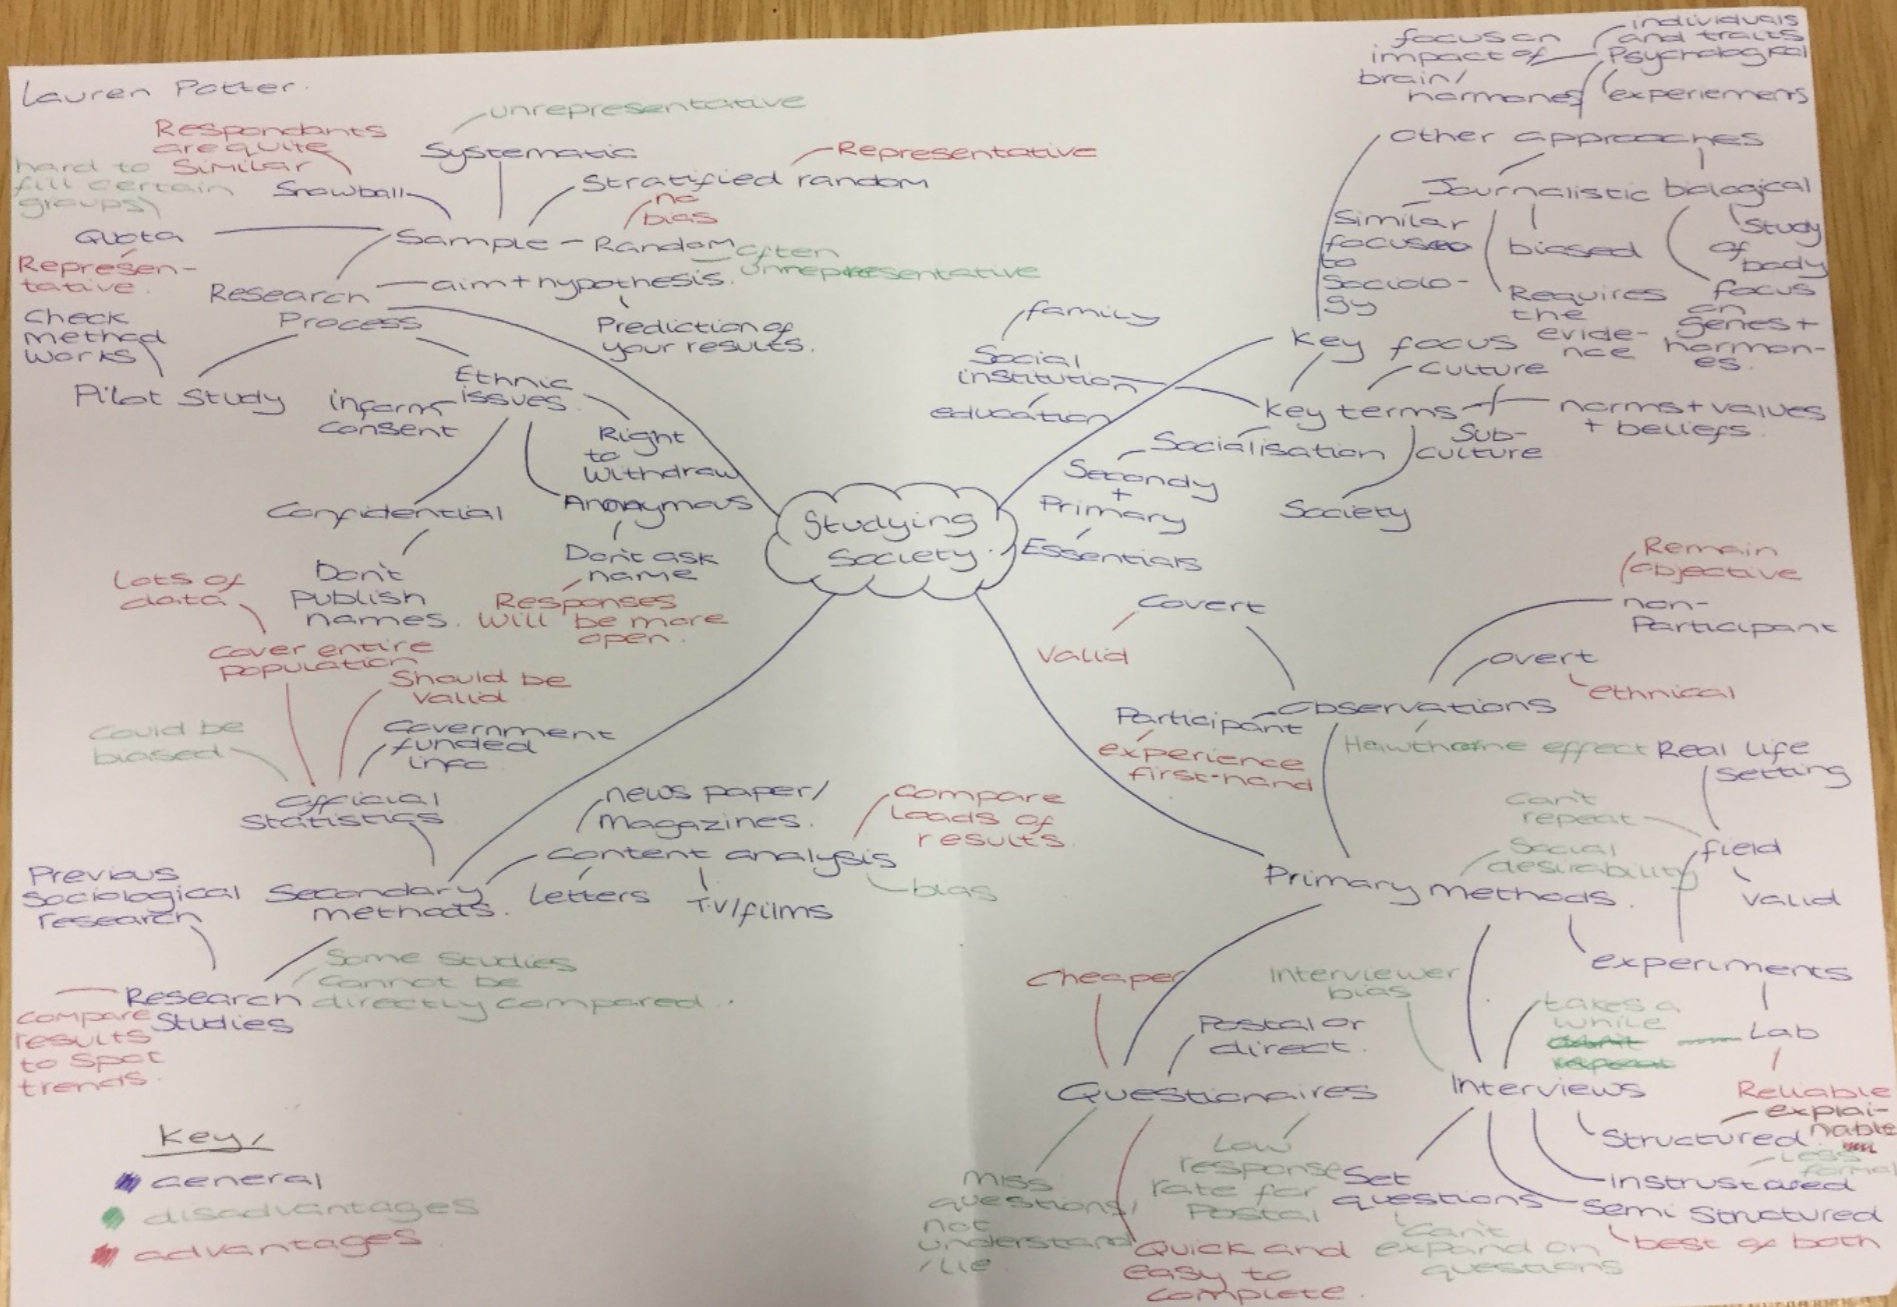 Lauren Potter.
unrepresentative
Respondants
are quite
Similar
hard to
fill certain
groups
Systematic
Representative
Stratified random
Snowball
no
bias
Quota
Sample - Random
often
unrepresentative
Represen-
tative.
aim + hypothesis.
Research
Process
Prediction of
your results.
Check
method
works
Pilot Study
Ethnic
issues
inform
consent
Right
to
withdraw
Confidential
Anonymous
Don't
publish
names.
Don't ask
name
Responses
will be more
open.
Studying
Society.
individuals
and traits
Psychological
focus on
impact of
brain/
hormones
experiements
Other approaches
Journalistic
biological
Similar
focused
to
Sociolo-
gy
biased
Study
of
body
Requires
the
evide-
nce
focus
on
genes +
hormon-
es.
Key focus
family
Social
institution
education
Culture
Key terms
norms + values
+ beliefs.
Sub-
culture
Socialisation
Secondy
+
Primary
Society
Essentials
Lots of
data
Cover entire
population
Should be
valid
Could be
biased
Government
funded
info
Official
Statistics
news paper/
magazines.
Compare
loads of
results.
content analysis
bias
Letters
T.V/films
Previous
Sociological
research
Secondary
methods.
Some studies
cannot be
directly compared.
Research
Studies
compare
results
to spot
trends.
Key/
general
disadvantages
advantages
Covert
Valid
Remain
objective
non-
Participant
overt
ethnical
Observations
Participant
experience
first-hand
Hawthorne effect
Real life
setting
Can't
repeat
Social
desirability
field
valid
Primary methods.
experiments
Cheaper
Interviewer
bias
takes a
while
Lab
Reliable
Postal or
direct.
Questionaires
Interviews
explai-
nable
Structured
Less
formal
instrustared
Semi Structured
best of both
Low
response
rate for
Postal
Set
questions
Can't
expand on
questions
miss
questions/
not
understand
/lie
Quick and
easy to
complete.